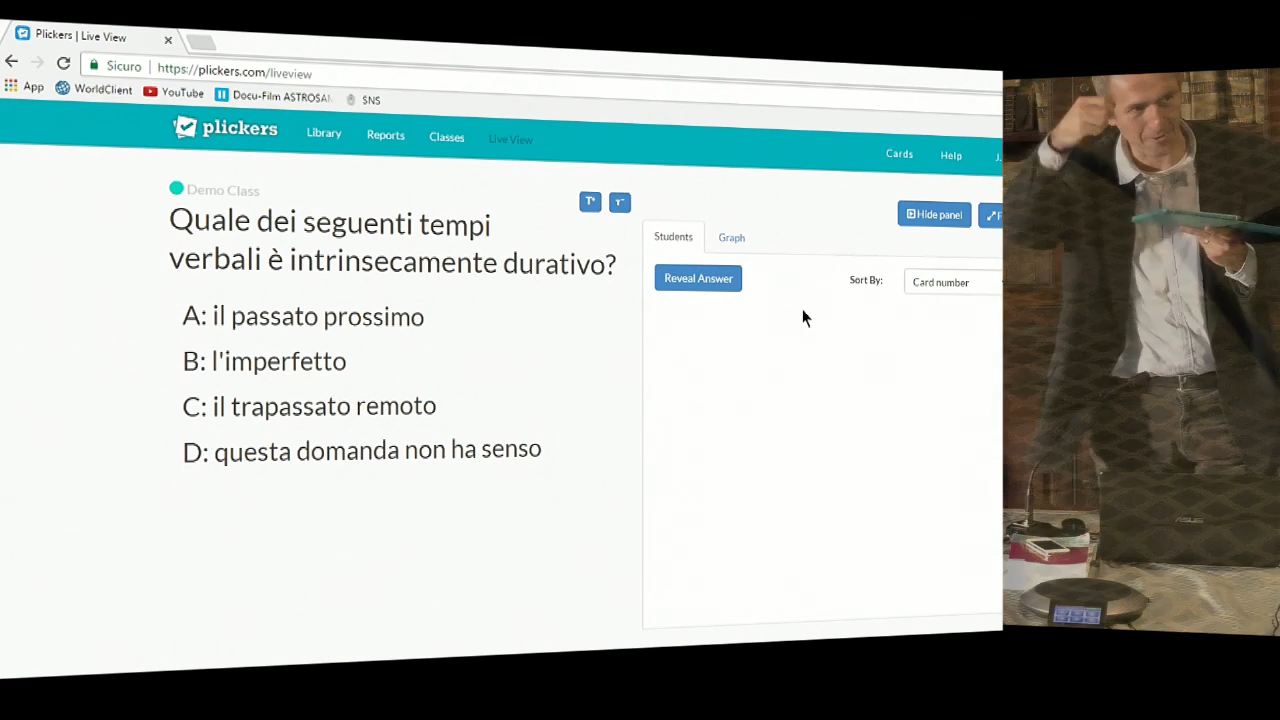 Plickers | Live View
Sicuro | https://plickers.com/liveview
App WorldClient YouTube Docu-Film ASTROSAN SNS
plickers Library Reports Classes Live View Cards Help J.
Demo Class
T+ T- Hide panel
Quale dei seguenti tempi
verbali è intrinsecamente durativo?
Students Graph
Reveal Answer Sort By: Card number
A: il passato prossimo
B: l'imperfetto
C: il trapassato remoto
D: questa domanda non ha senso